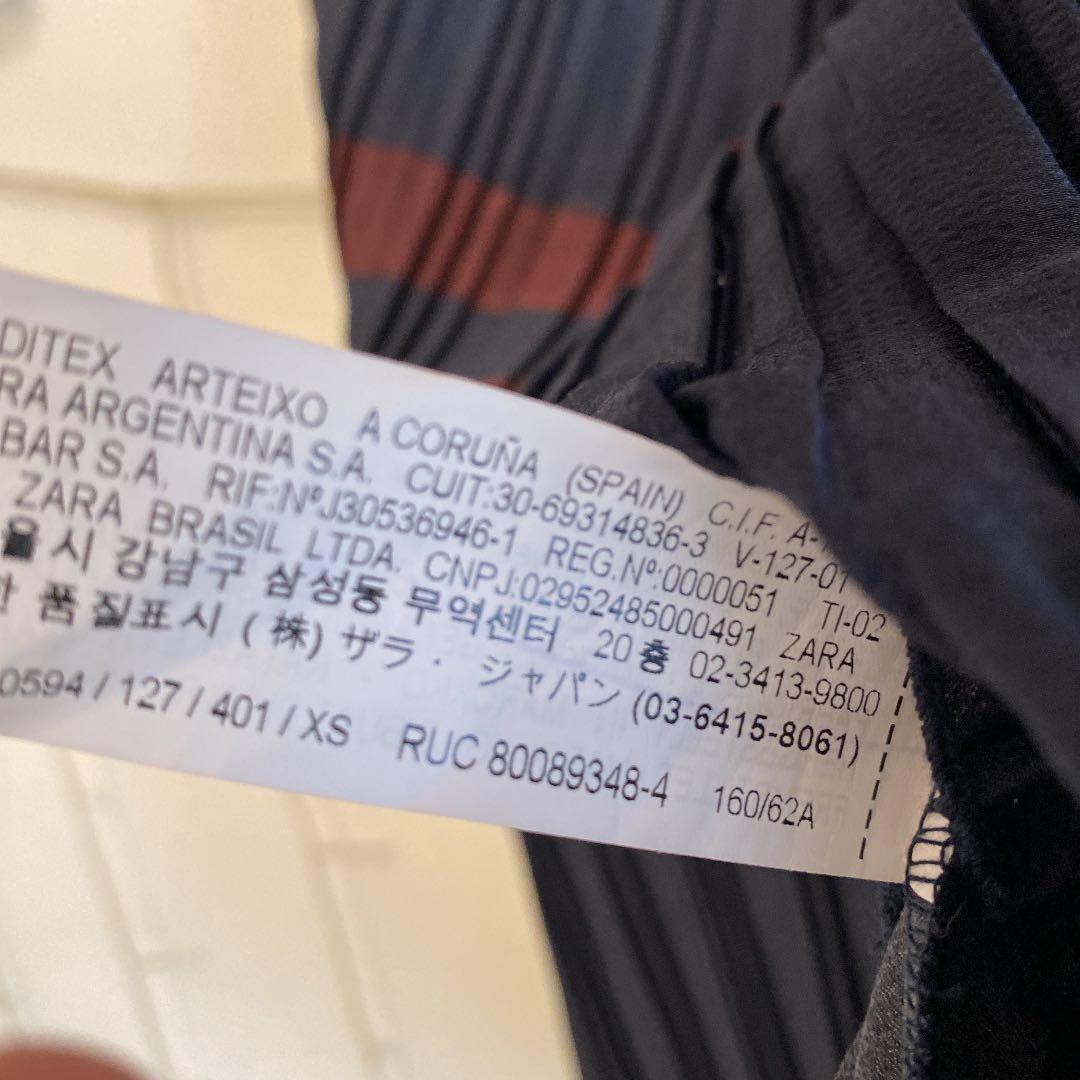 DITEX ARTEIXO A CORUÑA (SPAIN) C.I.F. A-
RA ARGENTINA S.A. CUIT:30-69314836-3 V-127-01
BAR S.A. RIF:NºJ30536946-1 REG.Nº:0000051 TI-02
ZARA BRASIL LTDA. CNPJ:02952485000491 ZARA
울시 강남구 삼성동 무역센터 20층 02-3413-9800
품질표시 (株) ザラ・ ジャパン (03-6415-8061)
0594 / 127 / 401 / XS RUC 80089348-4 160/62A